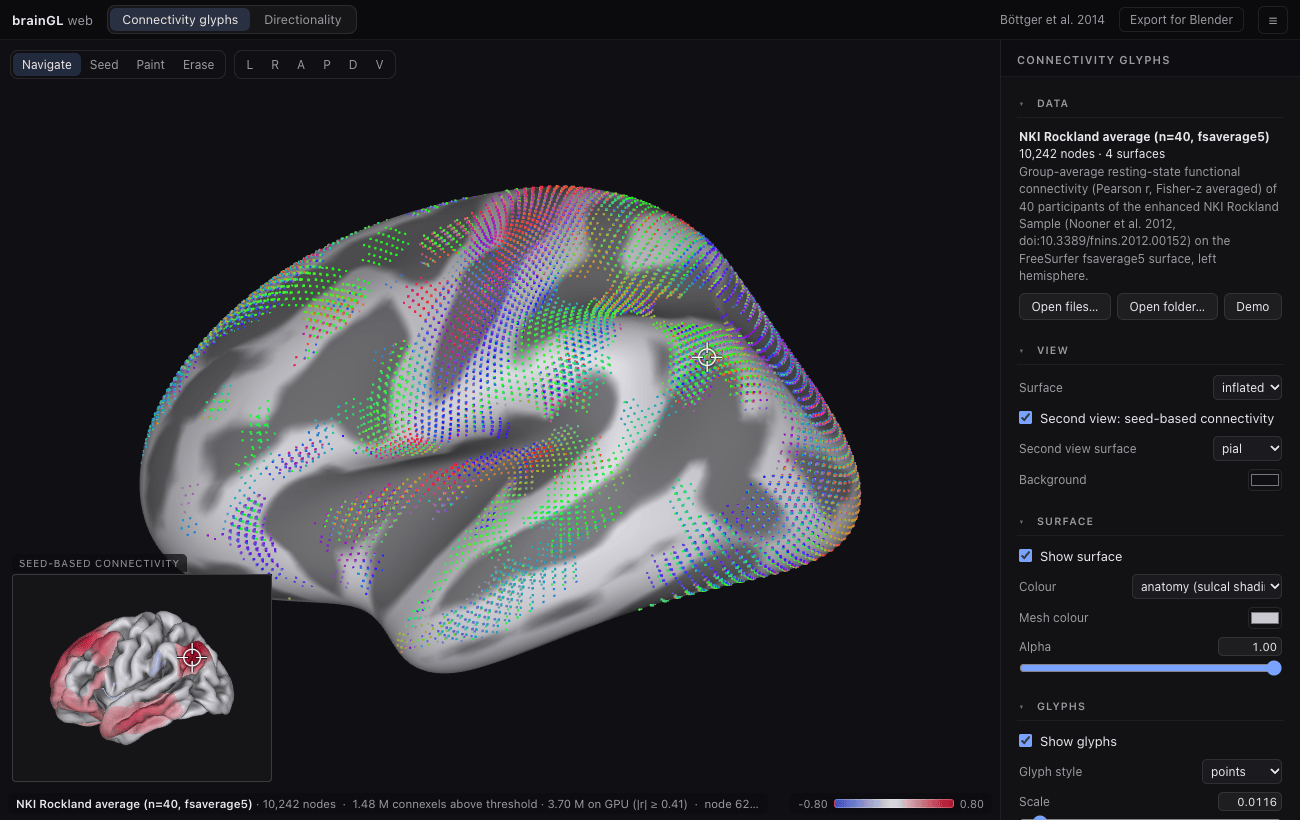 brainGL web
Connectivity glyphs
Directionality
Böttger et al. 2014
Export for Blender
≡
Navigate
Seed
Paint
Erase
L R A P D V
CONNECTIVITY GLYPHS
DATA
NKI Rockland average (n=40, fsaverage5)
10,242 nodes · 4 surfaces
Group-average resting-state functional
connectivity (Pearson r, Fisher-z averaged) of
40 participants of the enhanced NKI Rockland
Sample (Nooner et al. 2012,
doi:10.3389/fnins.2012.00152) on the
FreeSurfer fsaverage5 surface, left
hemisphere.
Open files...
Open folder...
Demo
VIEW
Surface
inflated
Second view: seed-based connectivity
Second view surface
pial
Background
SURFACE
Show surface
Colour
anatomy (sulcal shadi
Mesh colour
Alpha
1.00
GLYPHS
Show glyphs
Glyph style
points
Scale
0.0116
SEED-BASED CONNECTIVITY
NKI Rockland average (n=40, fsaverage5) · 10,242 nodes · 1.48 M connexels above threshold · 3.70 M on GPU (|r| ≥ 0.41) · node 62…
-0.80
0.80